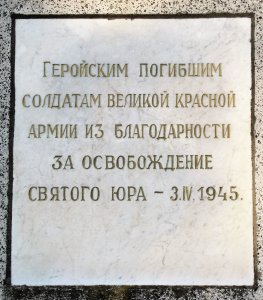 Геройским погибшим
солдатам великой красной
армии из благодарности
за освобождение
святого Юра – 3.IV.1945.